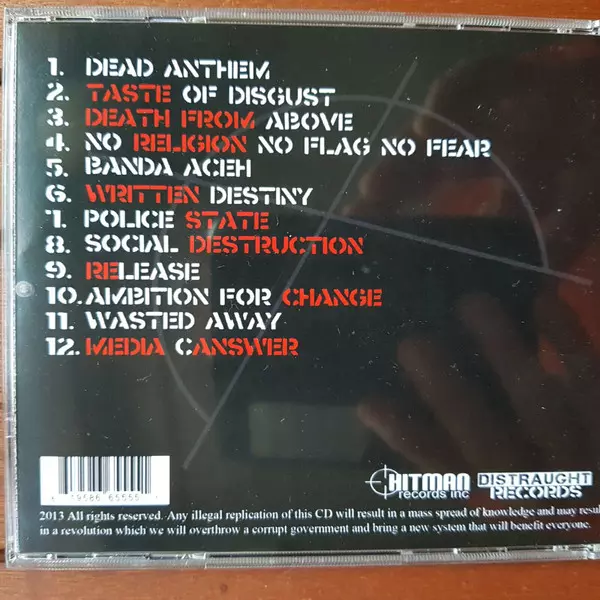 1. DEAD ANTHEM
2. TASTE OF DISGUST
3. DEATH FROM ABOVE
4. NO RELIGION NO FLAG NO FEAR
5. BANDA ACEH
6. WRITTEN DESTINY
7. POLICE STATE
8. SOCIAL DESTRUCTION
9. RELEASE
10. AMBITION FOR CHANGE
11. WASTED AWAY
12. MEDIA CANSWER
HITMAN
records inc
DISTRAUGHT
RECORDS
2013 All rights reserved. Any illegal replication of this CD will result in a mass spread of knowledge and may result
in a revolution which we will overthrow a corrupt government and bring a new system that will benefit everyone.